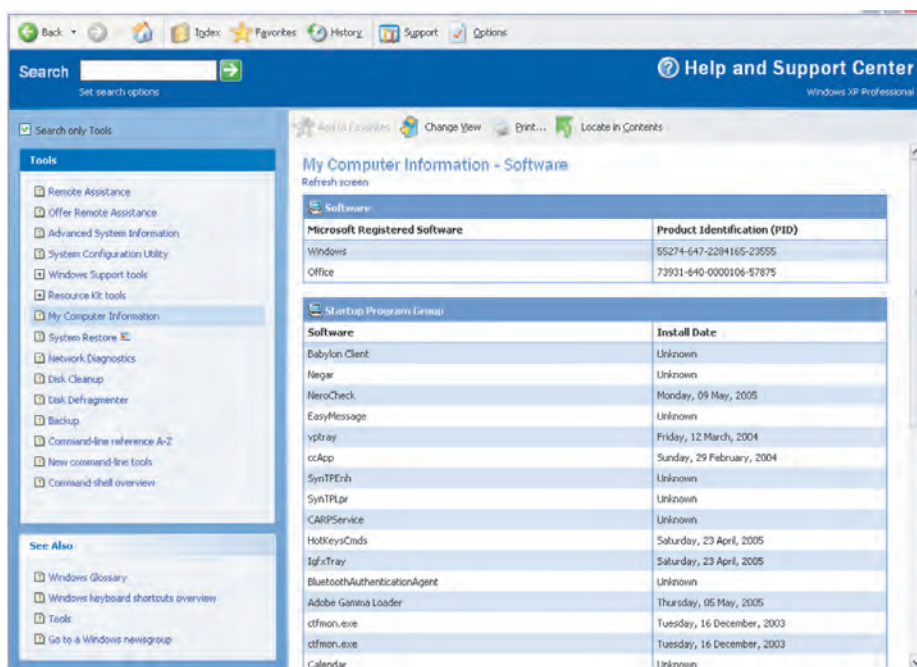 Back Index Favorites History Support Options
Search
Set search options
Help and Support Center
Windows XP Professional
Search only Tools
Tools
Remote Assistance
Offer Remote Assistance
Advanced System Information
System Configuration Utility
Windows Support tools
Resource Kit tools
My Computer Information
System Restore
Network Diagnostics
Disk Cleanup
Disk Defragmenter
Backup
Command-line reference A-Z
New command-line tools
Command shell overview
See Also
Windows Glossary
Windows keyboard shortcuts overview
Tools
Go to a Windows newsgroup
Add to Favorites Change View Print... Locate in Contents
My Computer Information - Software
Refresh screen
Software
Microsoft Registered Software Product Identification (PID)
Windows 55274-647-2284165-23555
Office 73931-640-0000106-57875
Startup Program Group
Software Install Date
Babylon Client Unknown
Negar Unknown
NeroCheck Monday, 09 May, 2005
EasyMessage Unknown
vptray Friday, 12 March, 2004
ccApp Sunday, 29 February, 2004
SynTPEnh Unknown
SynTPLpr Unknown
CARPService Unknown
HotKeysCmds Saturday, 23 April, 2005
IgfxTray Saturday, 23 April, 2005
BluetoothAuthenticationAgent Unknown
Adobe Gamma Loader Thursday, 05 May, 2005
ctfmon.exe Tuesday, 16 December, 2003
ctfmon.exe Tuesday, 16 December, 2003
Calendar Unknown